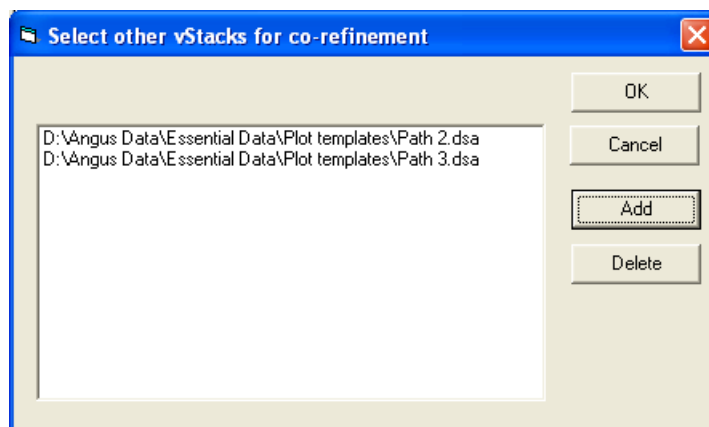 Select other vStacks for co-refinement
OK
D:\Angus Data\Essential Data\Plot templates\Path 2.dsa
D:\Angus Data\Essential Data\Plot templates\Path 3.dsa
Cancel
Add
Delete